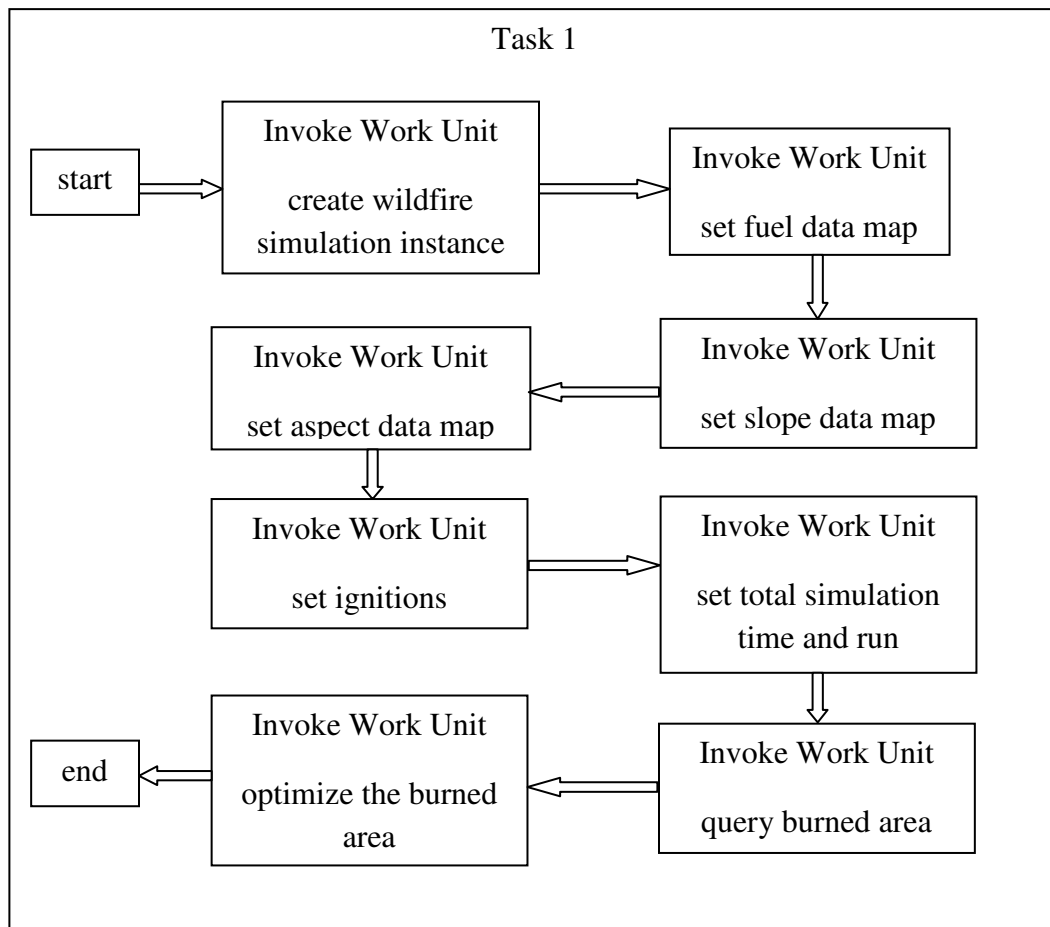 Task 1
start
Invoke Work Unit
create wildfire
simulation instance
Invoke Work Unit
set fuel data map
Invoke Work Unit
set slope data map
Invoke Work Unit
set aspect data map
Invoke Work Unit
set ignitions
Invoke Work Unit
set total simulation
time and run
Invoke Work Unit
query burned area
Invoke Work Unit
optimize the burned
area
end